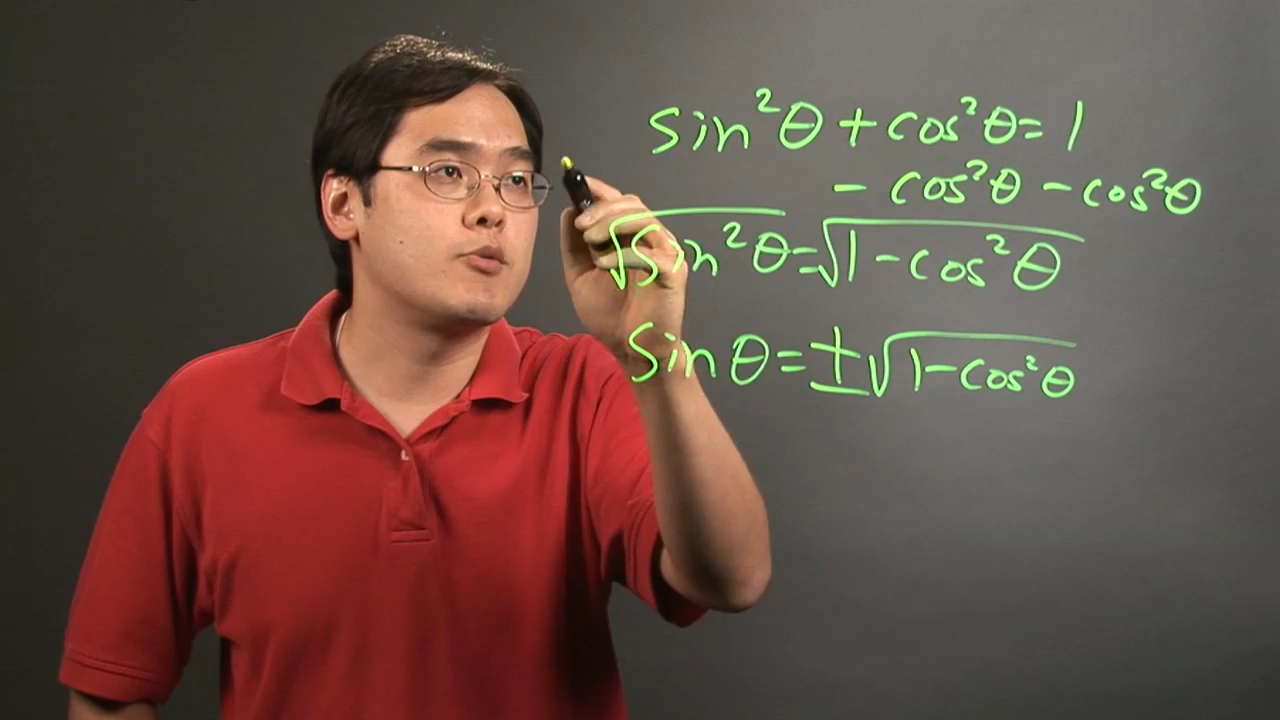 sin²θ + cos²θ = 1
- cos²θ - cos²θ
√sin²θ = √1 - cos²θ
sin θ = ±√1 - cos²θ